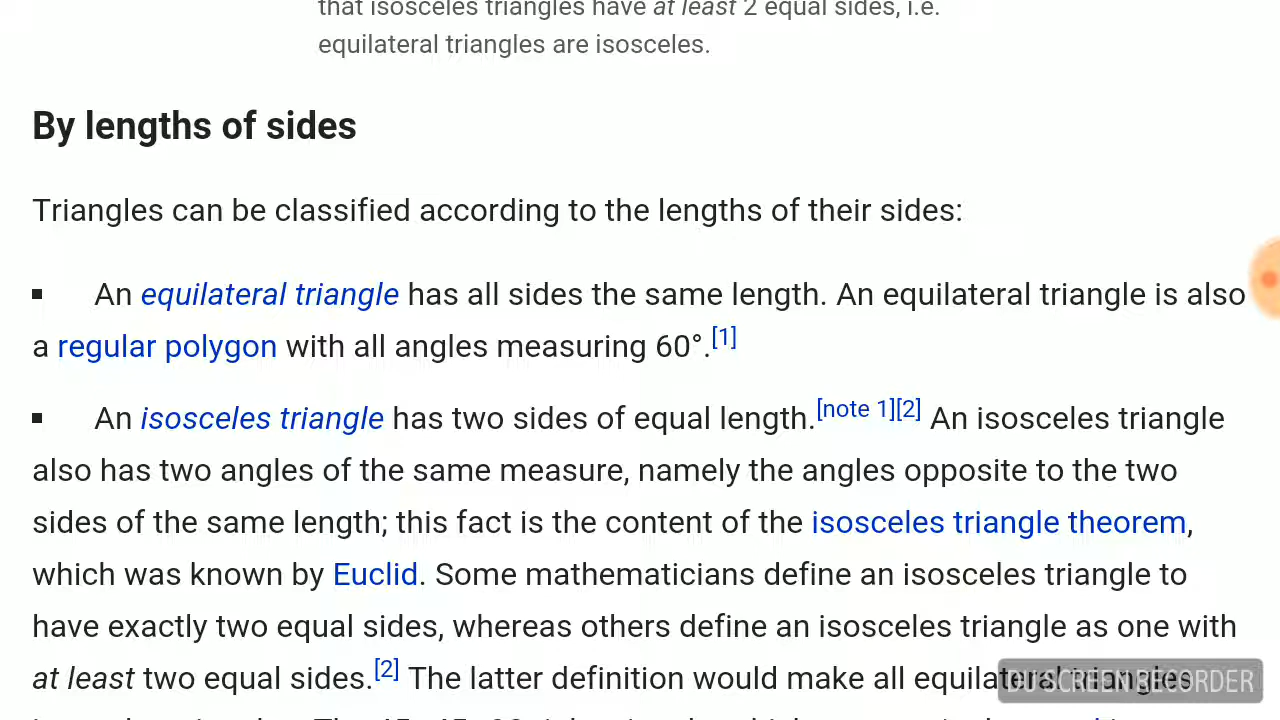 that isosceles triangles have at least 2 equal sides, i.e.
equilateral triangles are isosceles.
By lengths of sides
Triangles can be classified according to the lengths of their sides:
▪ An equilateral triangle has all sides the same length. An equilateral triangle is also
a regular polygon with all angles measuring 60°.[1]
▪ An isosceles triangle has two sides of equal length.[note 1][2] An isosceles triangle
also has two angles of the same measure, namely the angles opposite to the two
sides of the same length; this fact is the content of the isosceles triangle theorem,
which was known by Euclid. Some mathematicians define an isosceles triangle to
have exactly two equal sides, whereas others define an isosceles triangle as one with
at least two equal sides.[2] The latter definition would make all equilateral triangles
DU SCREEN RECORDER